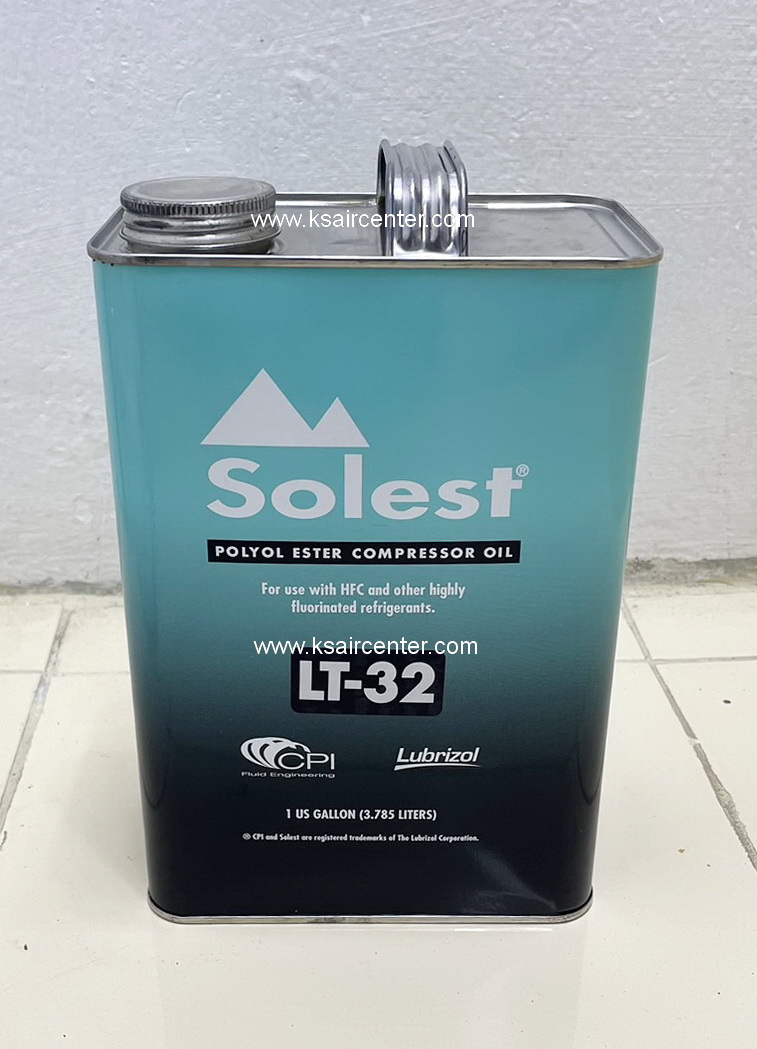 www.ksaircenter.com
Solest®
POLYOL ESTER COMPRESSOR OIL
For use with HFC and other highly
fluorinated refrigerants.
www.ksaircenter.com
LT-32
CPI
Fluid Engineering
Lubrizol
1 US GALLON (3.785 LITERS)
® CPI and Solest are registered trademarks of The Lubrizol Corporation.